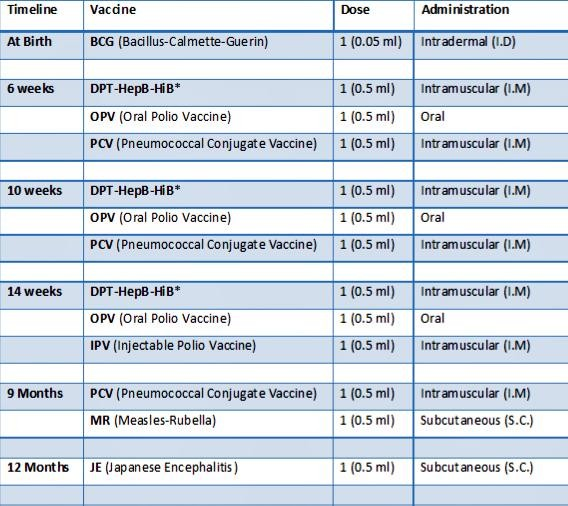 Timeline Vaccine Dose Administration
At Birth BCG (Bacillus-Calmette-Guerin) 1 (0.05 ml) Intradermal (I.D)
6 weeks DPT-HepB-HiB* 1 (0.5 ml) Intramuscular (I.M)
OPV (Oral Polio Vaccine) 1 (0.5 ml) Oral
PCV (Pneumococcal Conjugate Vaccine) 1 (0.5 ml) Intramuscular (I.M)
10 weeks DPT-HepB-HiB* 1 (0.5 ml) Intramuscular (I.M)
OPV (Oral Polio Vaccine) 1 (0.5 ml) Oral
PCV (Pneumococcal Conjugate Vaccine) 1 (0.5 ml) Intramuscular (I.M)
14 weeks DPT-HepB-HiB* 1 (0.5 ml) Intramuscular (I.M)
OPV (Oral Polio Vaccine) 1 (0.5 ml) Oral
IPV (Injectable Polio Vaccine) 1 (0.5 ml) Intramuscular (I.M)
9 Months PCV (Pneumococcal Conjugate Vaccine) 1 (0.5 ml) Intramuscular (I.M)
MR (Measles-Rubella) 1 (0.5 ml) Subcutaneous (S.C.)
12 Months JE (Japanese Encephalitis) 1 (0.5 ml) Subcutaneous (S.C.)